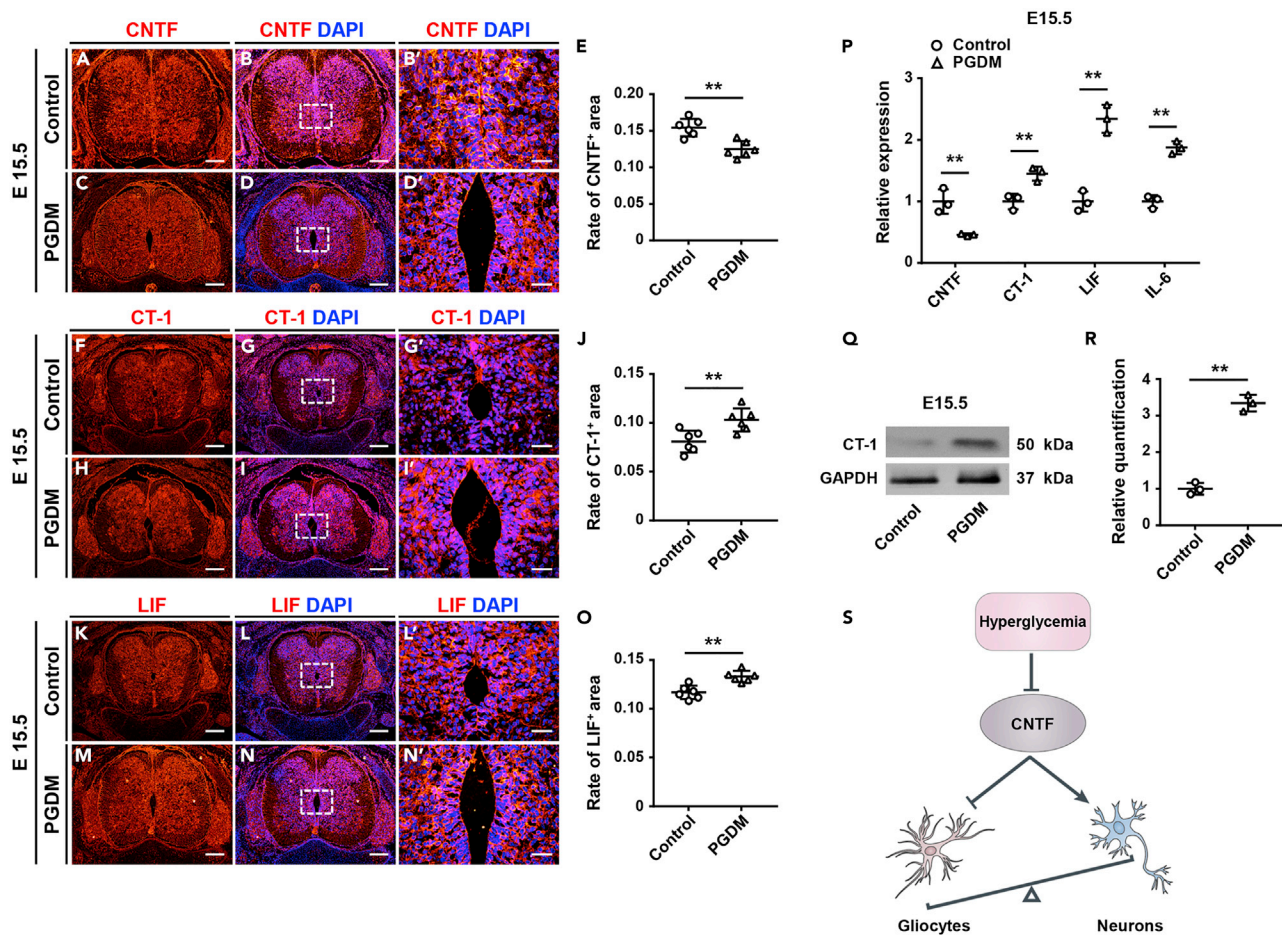 CNTF
CNTF DAPI
CNTF DAPI
E 15.5
Control
PGDM
A
B
B'
C
D
D'
E
Rate of CNTF+ area
0.20
0.15
0.10
0.05
0
**
Control
PGDM
CT-1
CT-1 DAPI
CT-1 DAPI
E 15.5
Control
PGDM
F
G
G'
H
I
I'
J
Rate of CT-1+ area
0.15
0.10
0.05
0
**
Control
PGDM
LIF
LIF DAPI
LIF DAPI
E 15.5
Control
PGDM
K
L
L'
M
N
N'
O
Rate of LIF+ area
0.15
0.10
0.05
0
**
Control
PGDM
P
E15.5
Control
PGDM
Relative expression
3
2
1
0
**
**
**
**
CNTF
CT-1
LIF
IL-6
Q
E15.5
CT-1
50 kDa
GAPDH
37 kDa
Control
PGDM
R
Relative quantification
4
3
2
1
0
**
Control
PGDM
S
Hyperglycemia
CNTF
Gliocytes
Neurons